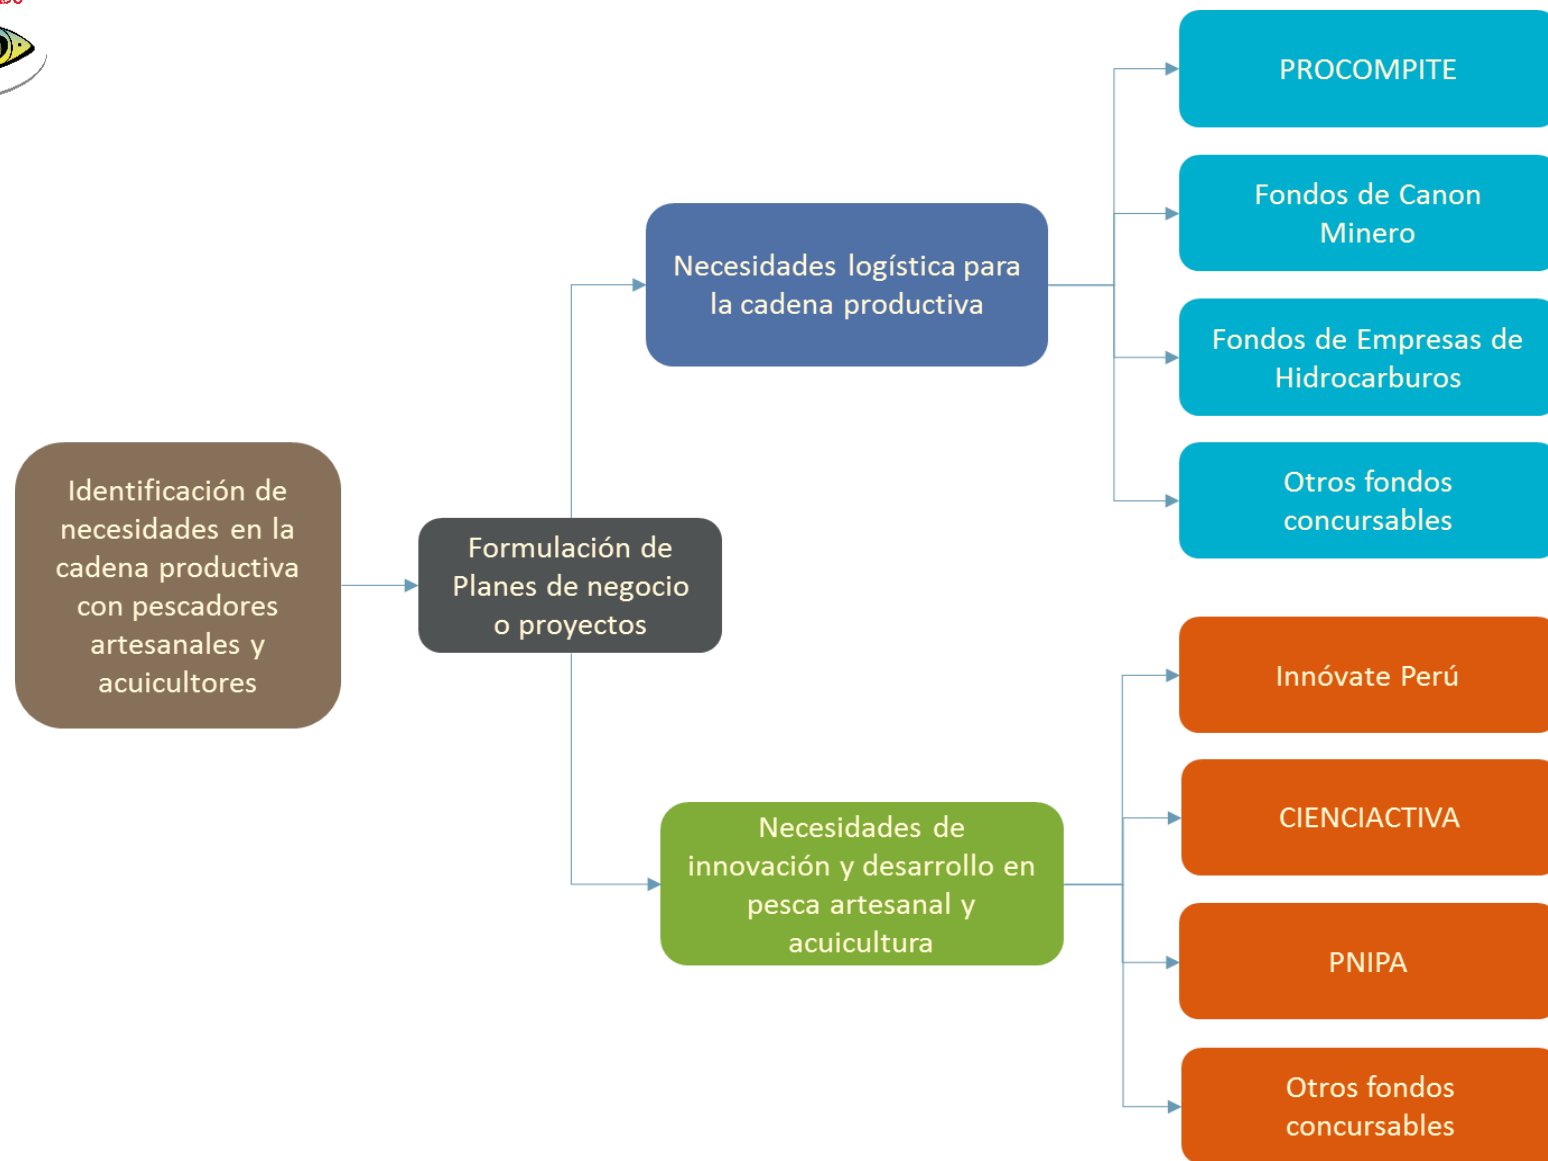 PROCOMPITE
Fondos de Canon
Minero
Necesidades logística para
la cadena productiva
Fondos de Empresas de
Hidrocarburos
Otros fondos
concursables
Identificación de
necesidades en la
cadena productiva
con pescadores
artesanales y
acuicultores
Formulación de
Planes de negocio
o proyectos
Innóvate Perú
Necesidades de
innovación y desarrollo en
pesca artesanal y
acuicultura
CIENCIACTIVA
PNIPA
Otros fondos
concursables